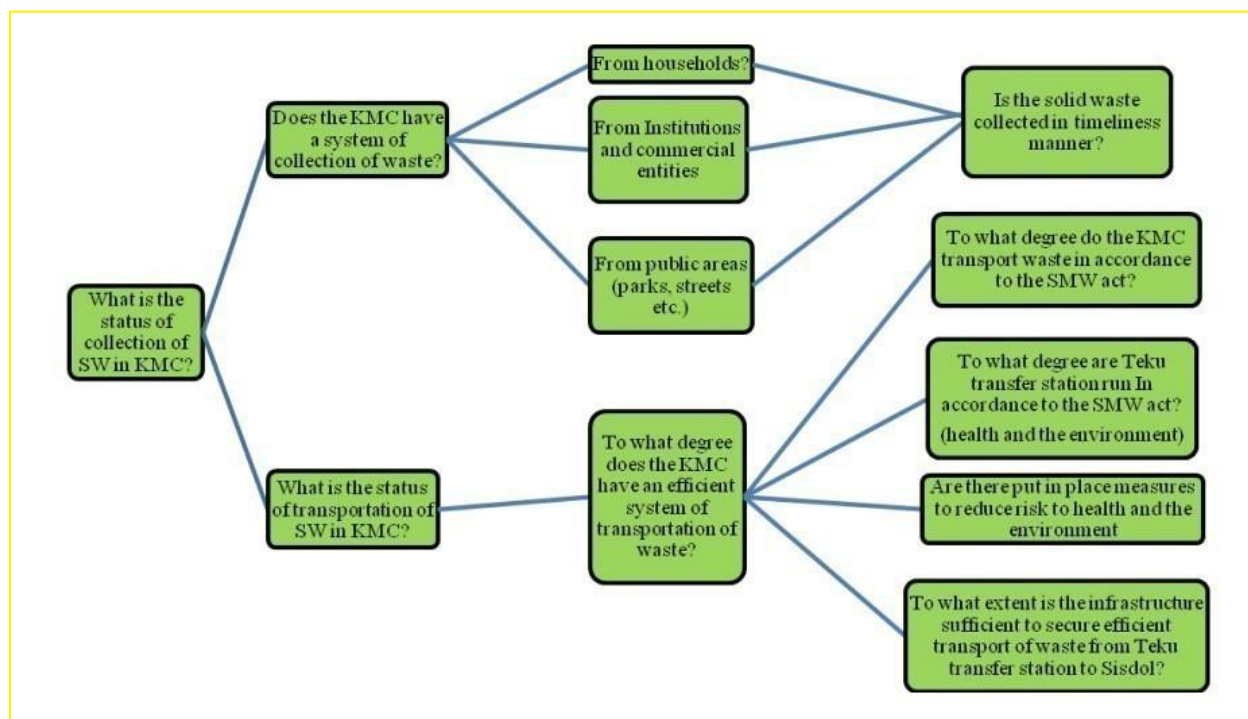 What is the
status of
collection of
SW in KMC?
Does the KMC have
a system of
collection of waste?
What is the status
of transportation of
SW in KMC?
From households?
From Institutions
and commercial
entities
From public areas
(parks, streets
etc.)
To what degree
does the KMC
have an efficient
system of
transportation of
waste?
Is the solid waste
collected in timeliness
manner?
To what degree do the KMC
transport waste in accordance
to the SMW act?
To what degree are Teku
transfer station run In
accordance to the SMW act?
(health and the environment)
Are there put in place measures
to reduce risk to health and the
environment
To what extent is the infrastructure
sufficient to secure efficient
transport of waste from Teku
transfer station to Sisdol?